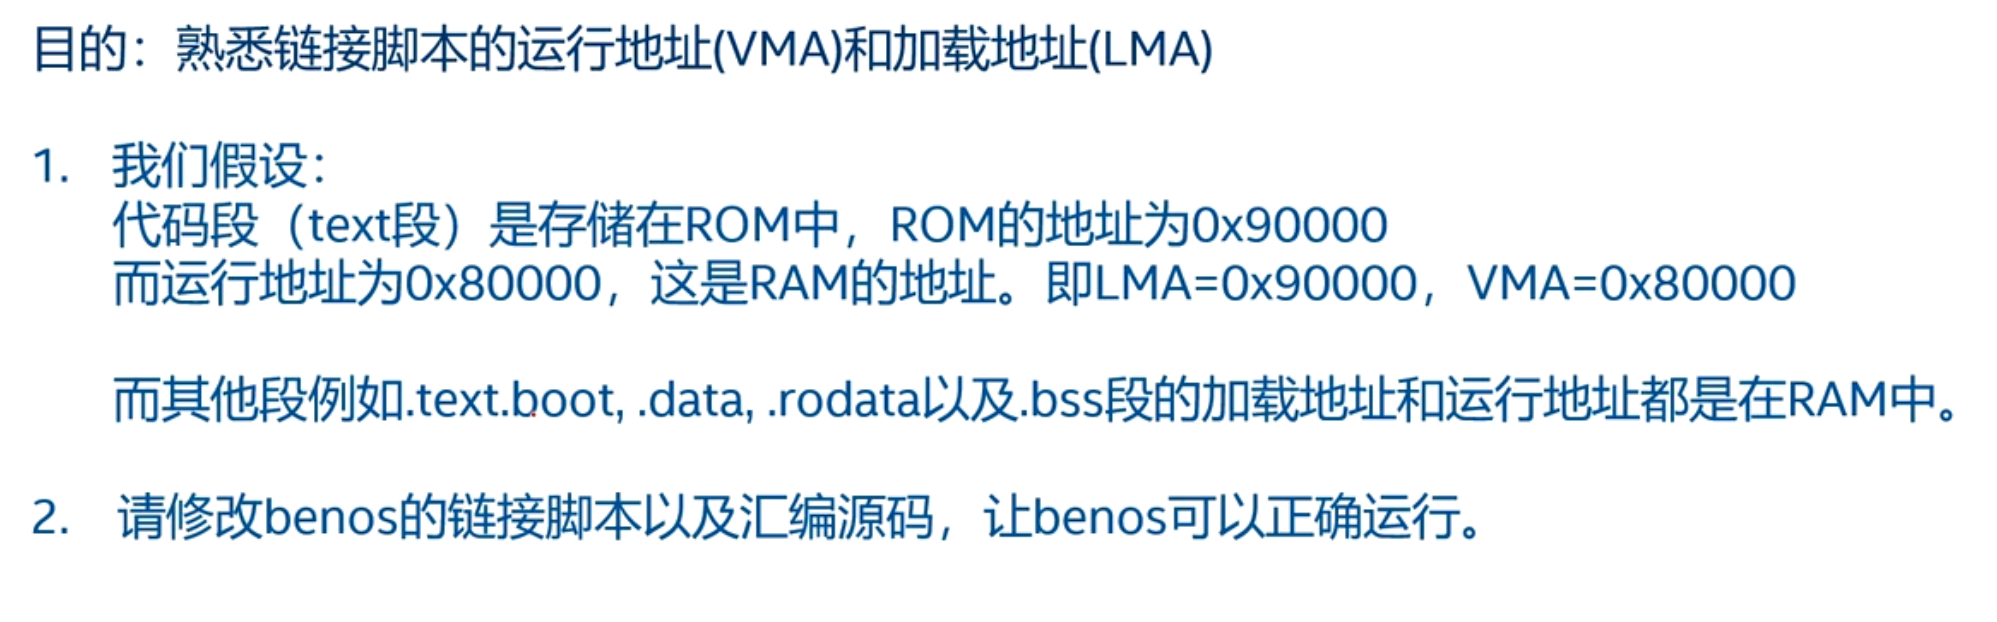 目的：熟悉链接脚本的运行地址(VMA)和加载地址(LMA)
1. 我们假设：
代码段（text段）是存储在ROM中，ROM的地址为0x90000
而运行地址为0x80000，这是RAM的地址。即LMA=0x90000，VMA=0x80000
而其他段例如.text.boot, .data, .rodata以及.bss段的加载地址和运行地址都是在RAM中。
2. 请修改benos的链接脚本以及汇编源码，让benos可以正确运行。